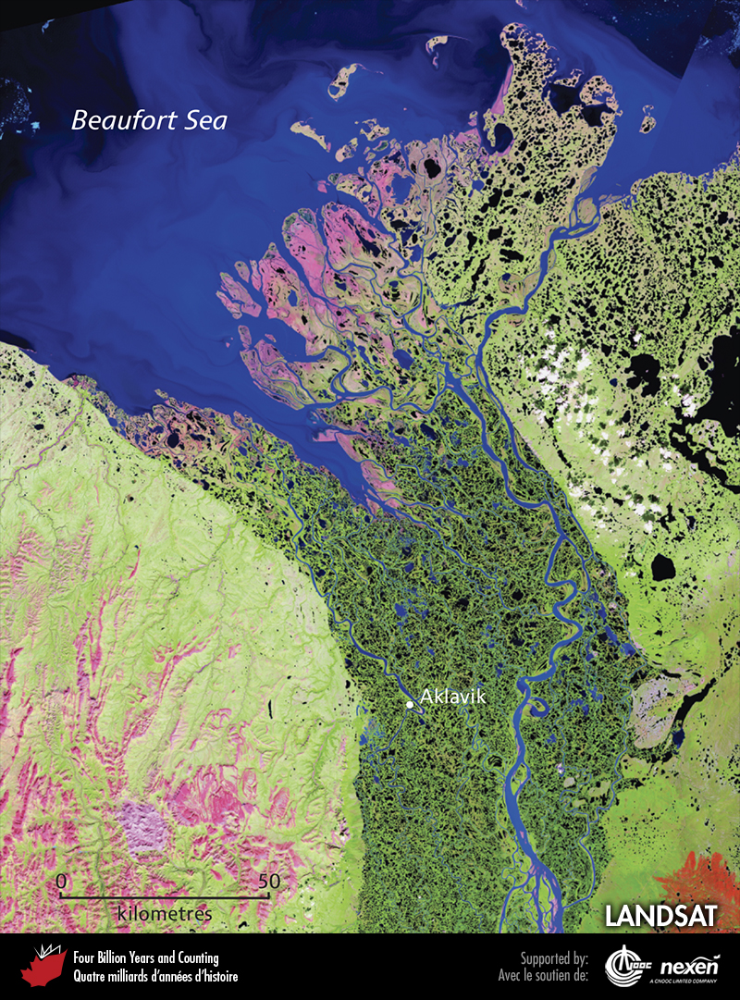 Beaufort Sea
Aklavik
0 50
kilometres
LANDSAT
Four Billion Years and Counting
Quatre milliards d'années d'histoire
Supported by:
Avec le soutien de:
CNOOC
nexen
A CNOOC LIMITED COMPANY